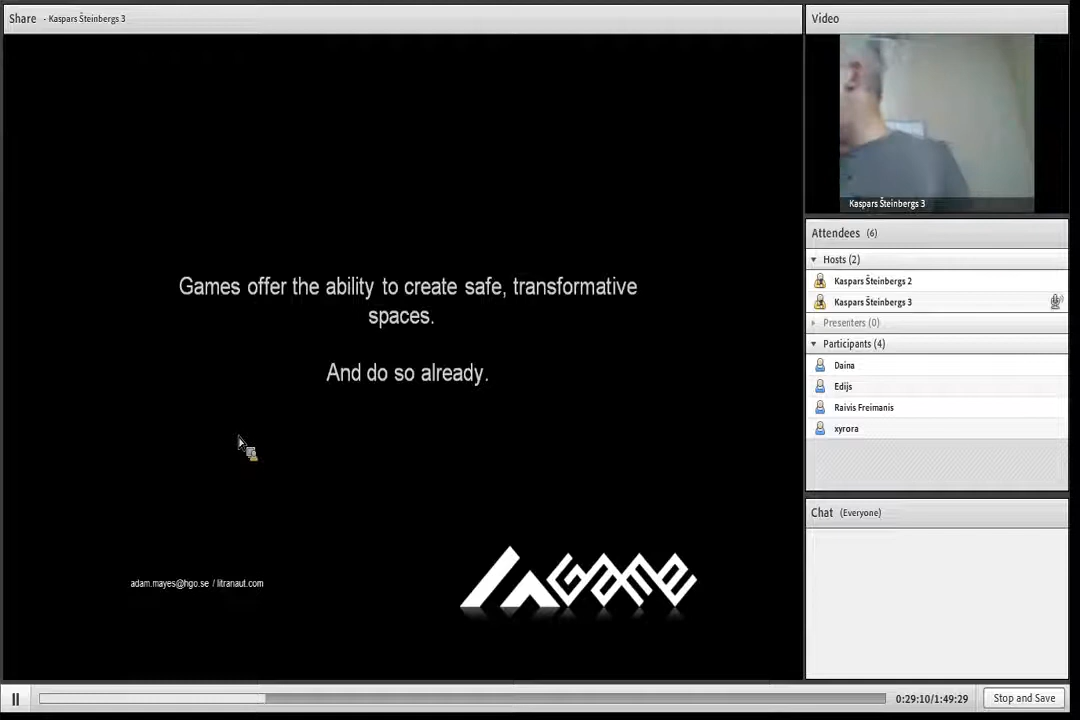 Share - Kaspars Šteinbergs 3
Video
Games offer the ability to create safe, transformative
spaces.
And do so already.
adam.mayes@hgo.se / litranaut.com
GAME
Kaspars Šteinbergs 3
Attendees (6)
Hosts (2)
Kaspars Šteinbergs 2
Kaspars Šteinbergs 3
Presenters (0)
Participants (4)
Daina
Edijs
Raivis Freimanis
xyrora
Chat (Everyone)
0:29:10/1:49:29
Stop and Save